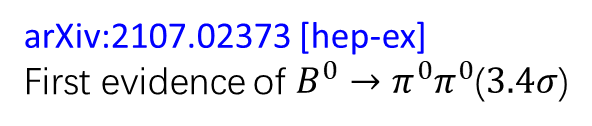 arXiv:2107.02373 [hep-ex]
First evidence of B⁰ → π⁰π⁰(3.4σ)